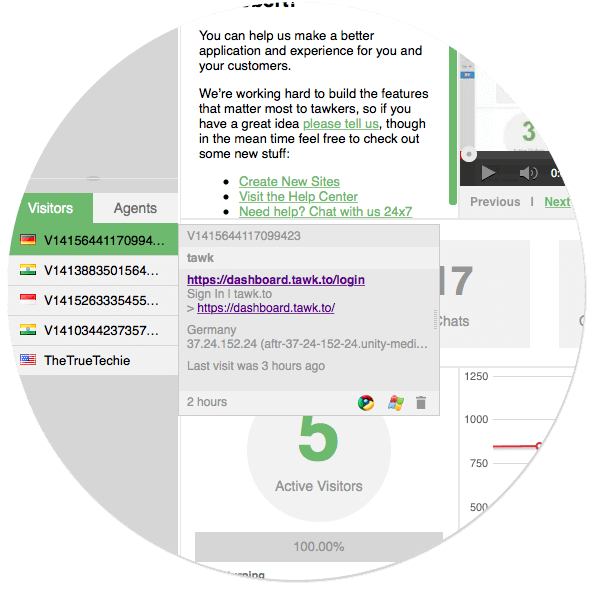 You can help us make a better
application and experience for you and
your customers.
We're working hard to build the features
that matter most to tawkers, so if you
have a great idea please tell us, though
in the mean time feel free to check out
some new stuff:
Create New Sites
Visit the Help Center
Need help? Chat with us 24x7
3
0:
Previous | Next
Visitors Agents
V14156441170994...
V1413883501564...
V1415263335455...
V1410344237357...
TheTrueTechie
V1415644117099423
tawk
https://dashboard.tawk.to/login
Sign In | tawk.to
> https://dashboard.tawk.to/
Germany
37.24.152.24 (aftr-37-24-152-24.unity-medi...
Last visit was 3 hours ago
2 hours
17
Chats
5
Active Visitors
100.00%
1250
1000
750
500